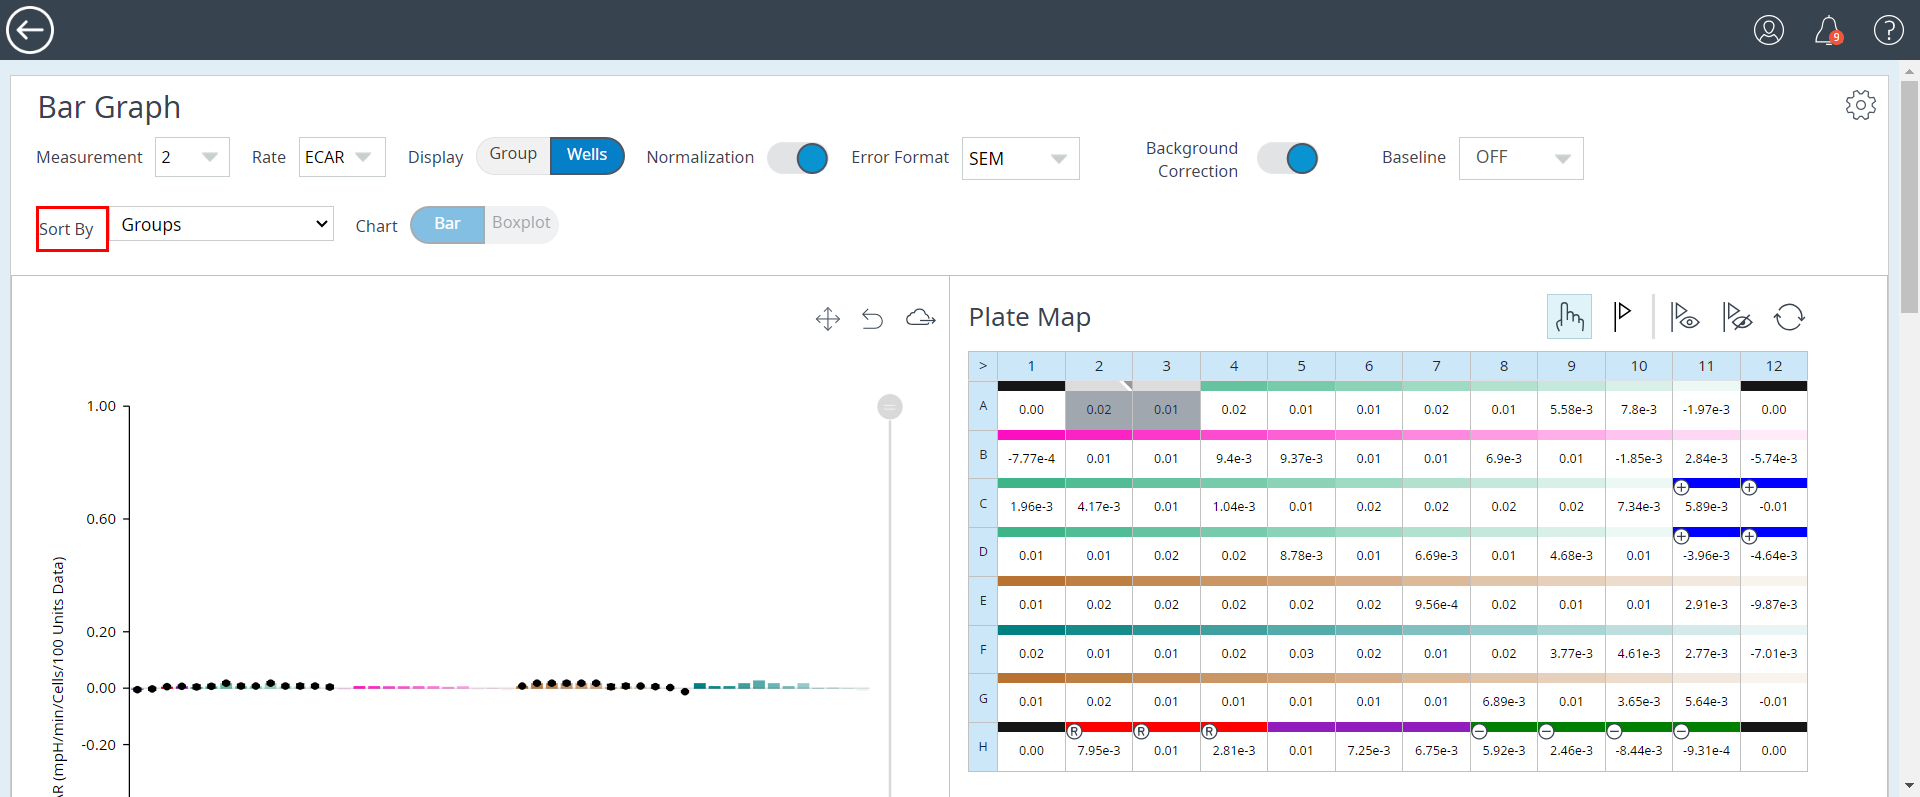 9
?
Bar Graph
Measurement 2 Rate ECAR Display Group Wells Normalization Error Format SEM Background Correction Baseline OFF
Sort By Groups Chart Bar Boxplot
Plate Map
> 1 2 3 4 5 6 7 8 9 10 11 12
A 0.00 0.02 0.01 0.02 0.01 0.01 0.02 0.01 5.58e-3 7.8e-3 -1.97e-3 0.00
B -7.77e-4 0.01 0.01 9.4e-3 9.37e-3 0.01 0.01 6.9e-3 0.01 -1.85e-3 2.84e-3 -5.74e-3
C 1.96e-3 4.17e-3 0.01 1.04e-3 0.01 0.02 0.02 0.02 0.02 7.34e-3 5.89e-3 -0.01
D 0.01 0.01 0.02 0.02 8.78e-3 0.01 6.69e-3 0.01 4.68e-3 0.01 -3.96e-3 -4.64e-3
E 0.01 0.02 0.02 0.02 0.02 0.02 9.56e-4 0.02 0.01 0.01 2.91e-3 -9.87e-3
F 0.02 0.01 0.01 0.02 0.03 0.02 0.01 0.02 3.77e-3 4.61e-3 2.77e-3 -7.01e-3
G 0.01 0.02 0.01 0.01 0.01 0.01 0.01 6.89e-3 0.01 3.65e-3 5.64e-3 -0.01
R R R
H 0.00 7.95e-3 0.01 2.81e-3 0.01 7.25e-3 6.75e-3 5.92e-3 2.46e-3 -8.44e-3 -9.31e-4 0.00
1.00
0.60
0.20
0.00
-0.20
(mpH/min/Cells/100 Units Data)